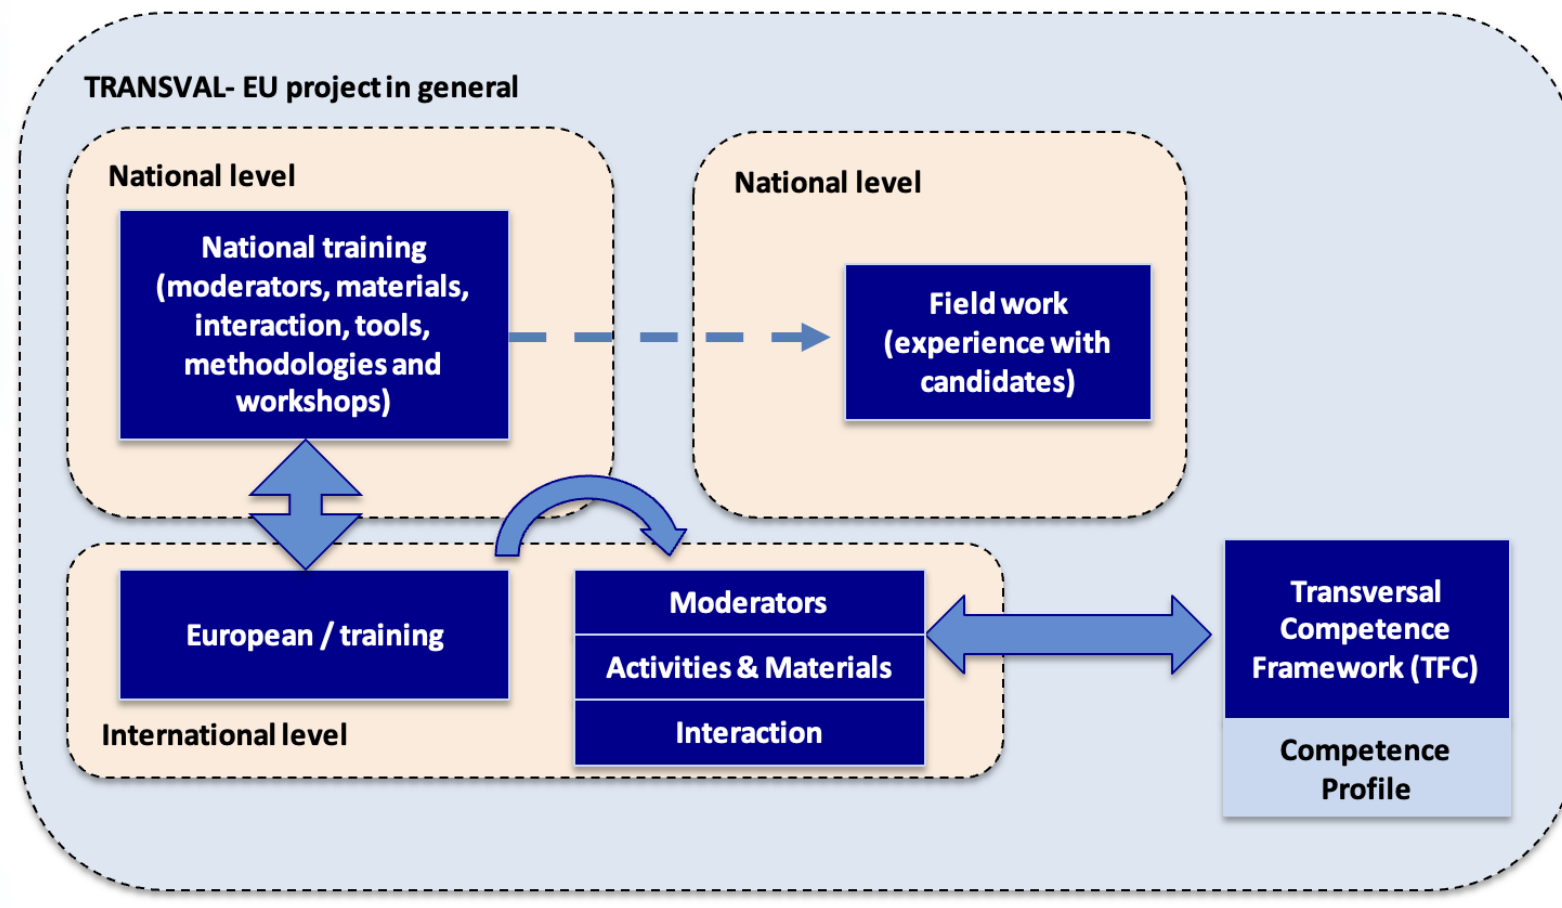 TRANSVAL- EU project in general
National level
National training
(moderators, materials,
interaction, tools,
methodologies and
workshops)
National level
Field work
(experience with
candidates)
European / training
International level
Moderators
Activities & Materials
Interaction
Transversal
Competence
Framework (TFC)
Competence
Profile